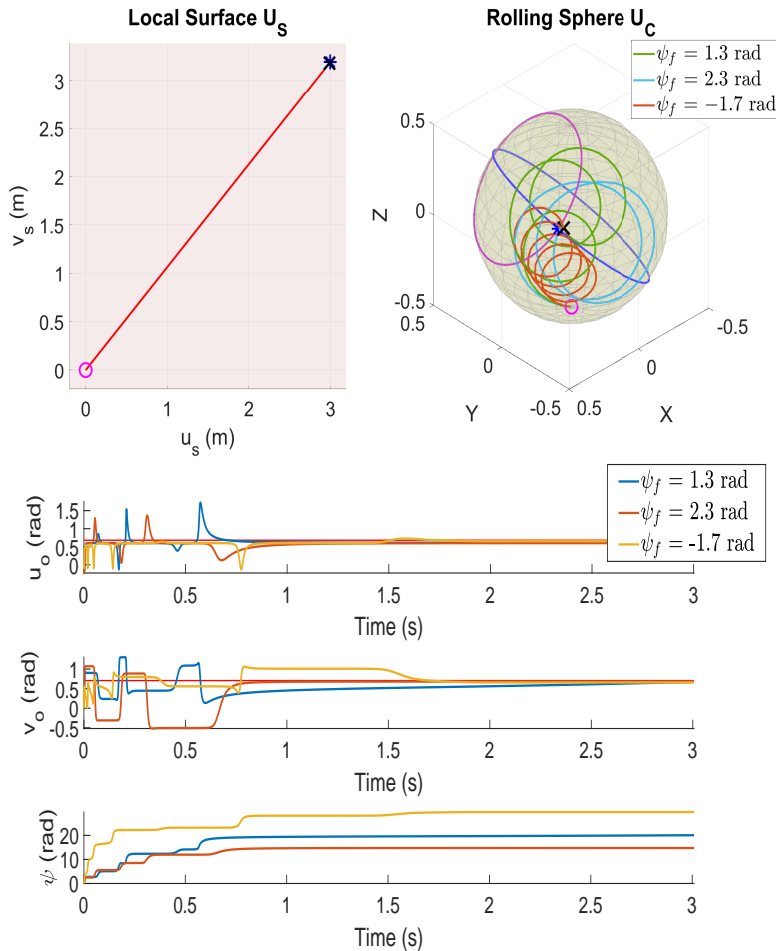 Local Surface U_S
3
2.5
2
1.5
1
0.5
0
v_s (m)
0
1
2
3
u_s (m)
Rolling Sphere U_C
ψ_f = 1.3 rad
ψ_f = 2.3 rad
ψ_f = −1.7 rad
0.5
0
-0.5
Z
0.5
0
-0.5
Y
0.5
0
-0.5
X
ψ_f = 1.3 rad
ψ_f = 2.3 rad
ψ_f = -1.7 rad
1.5
1
0.5
0
u_o (rad)
0
0.5
1
1.5
2
2.5
3
Time (s)
1
0.5
0
-0.5
v_o (rad)
0
0.5
1
1.5
2
2.5
3
Time (s)
20
10
0
ψ (rad)
0
0.5
1
1.5
2
2.5
3
Time (s)